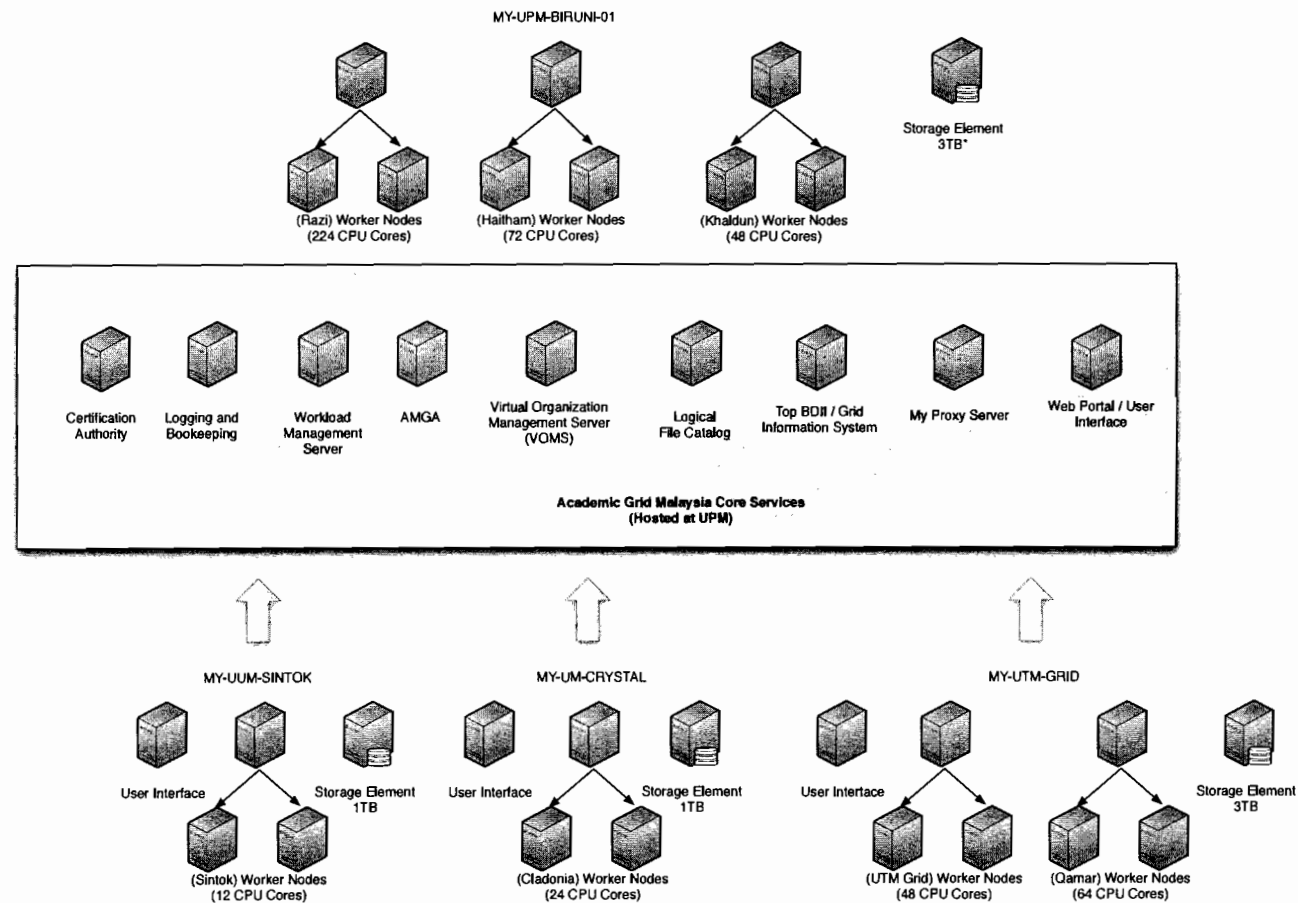 MY-UPM-BIRUNI-01
Storage Element
3TB*
(Razi) Worker Nodes
(224 CPU Cores)
(Haitham) Worker Nodes
(72 CPU Cores)
(Khaldun) Worker Nodes
(48 CPU Cores)
Certification
Authority
Logging and
Bookeeping
Workload
Management
Server
AMGA
Virtual Organization
Management Server
(VOMS)
Logical
File Catalog
Top BDII / Grid
Information System
My Proxy Server
Web Portal / User
Interface
Academic Grid Malaysia Core Services
(Hosted at UPM)
MY-UUM-SINTOK
User Interface
Storage Element
1TB
(Sintok) Worker Nodes
(12 CPU Cores)
MY-UM-CRYSTAL
User Interface
Storage Element
1TB
(Cladonia) Worker Nodes
(24 CPU Cores)
MY-UTM-GRID
User Interface
Storage Element
3TB
(UTM Grid) Worker Nodes
(48 CPU Cores)
(Qamar) Worker Nodes
(64 CPU Cores)